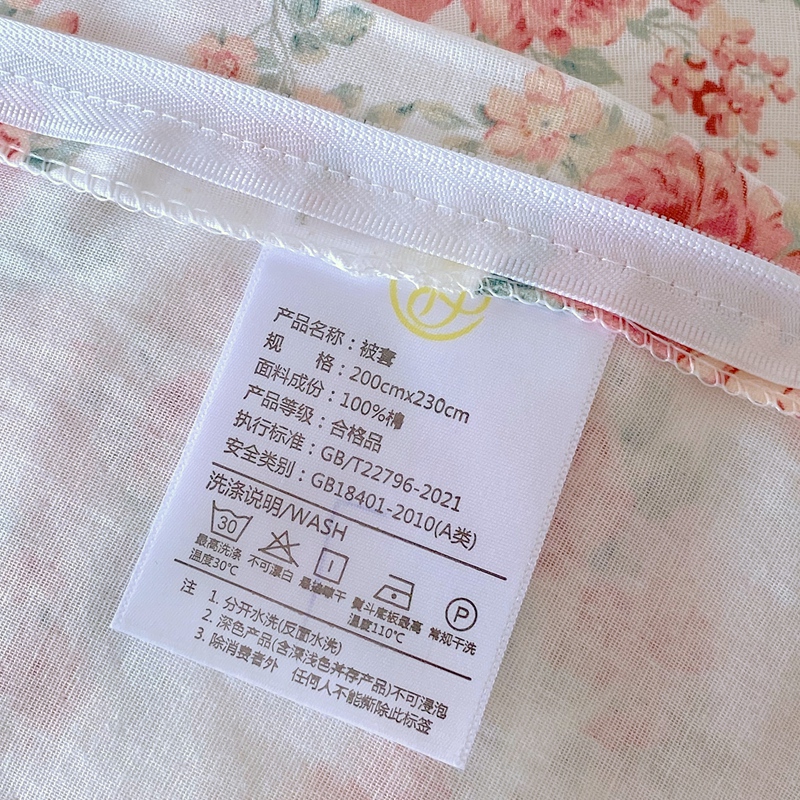 产品名称：被套
规 格：200cmx230cm
面料成份：100%棉
产品等级：合格品
执行标准：GB/T22796-2021
安全类别：GB18401-2010(A类)
洗涤说明/WASH
30
P
最高洗涤温度30℃
不可漂白
悬挂晾干
熨斗底板最高温度110℃
常规干洗
注 1. 分开水洗(反面水洗)
2. 深色产品(含深浅色并存产品)不可浸泡
3. 除消费者外 任何人不能撕除此标签